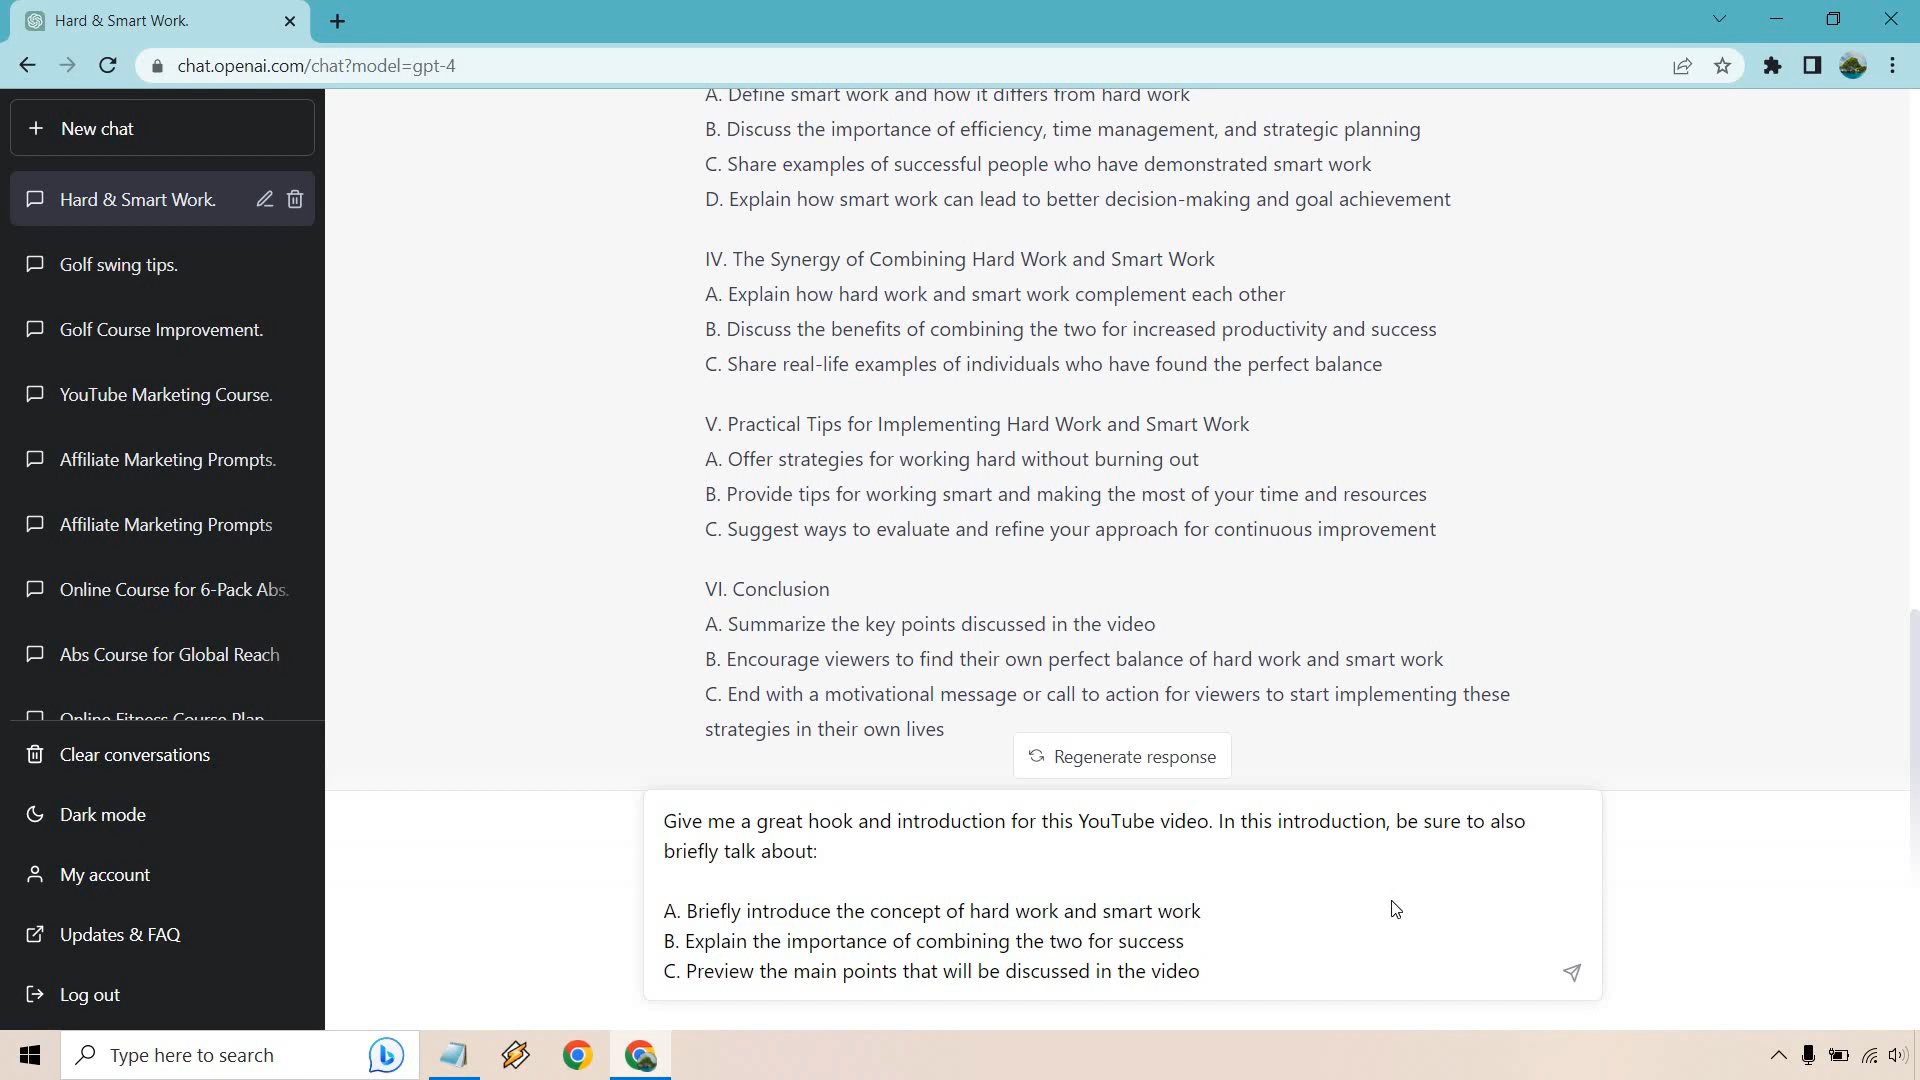 Hard & Smart Work.
chat.openai.com/chat?model=gpt-4
New chat
Hard & Smart Work.
Golf swing tips.
Golf Course Improvement.
YouTube Marketing Course.
Affiliate Marketing Prompts.
Affiliate Marketing Prompts
Online Course for 6-Pack Abs.
Abs Course for Global Reach
Online Fitness Course Plan
Clear conversations
Dark mode
My account
Updates & FAQ
Log out
A. Define smart work and how it differs from hard work
B. Discuss the importance of efficiency, time management, and strategic planning
C. Share examples of successful people who have demonstrated smart work
D. Explain how smart work can lead to better decision-making and goal achievement
IV. The Synergy of Combining Hard Work and Smart Work
A. Explain how hard work and smart work complement each other
B. Discuss the benefits of combining the two for increased productivity and success
C. Share real-life examples of individuals who have found the perfect balance
V. Practical Tips for Implementing Hard Work and Smart Work
A. Offer strategies for working hard without burning out
B. Provide tips for working smart and making the most of your time and resources
C. Suggest ways to evaluate and refine your approach for continuous improvement
VI. Conclusion
A. Summarize the key points discussed in the video
B. Encourage viewers to find their own perfect balance of hard work and smart work
C. End with a motivational message or call to action for viewers to start implementing these
strategies in their own lives
Regenerate response
Give me a great hook and introduction for this YouTube video. In this introduction, be sure to also
briefly talk about:
A. Briefly introduce the concept of hard work and smart work
B. Explain the importance of combining the two for success
C. Preview the main points that will be discussed in the video
Type here to search